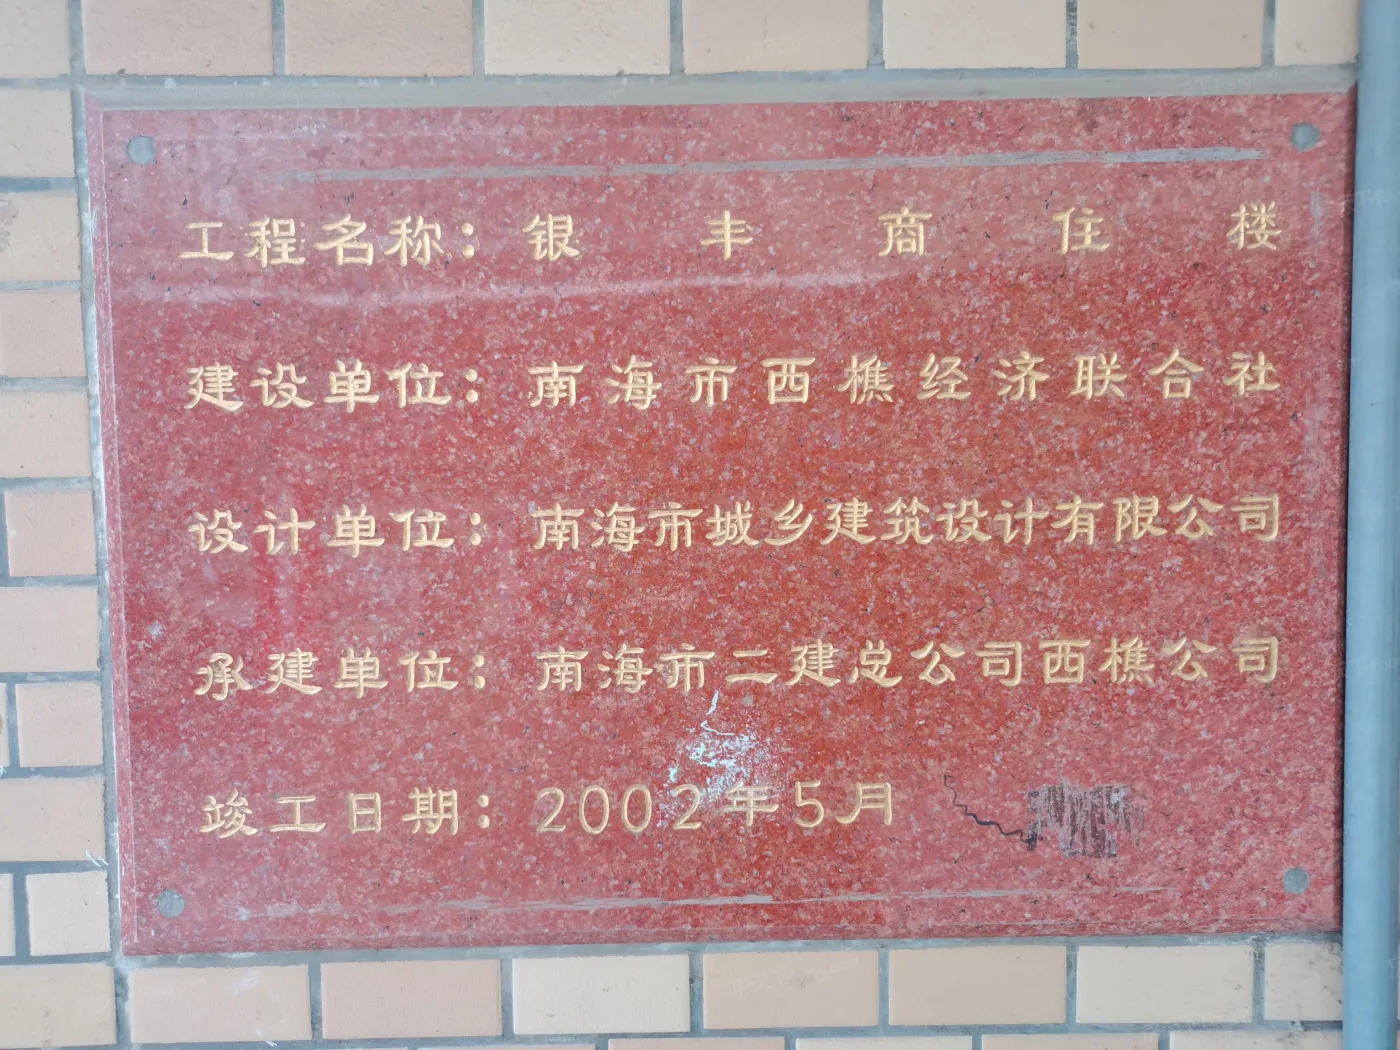 工程名称：银丰商住楼
建设单位：南海市西樵经济联合社
设计单位：南海市城乡建筑设计有限公司
承建单位：南海市二建总公司西樵公司
竣工日期：2002年5月